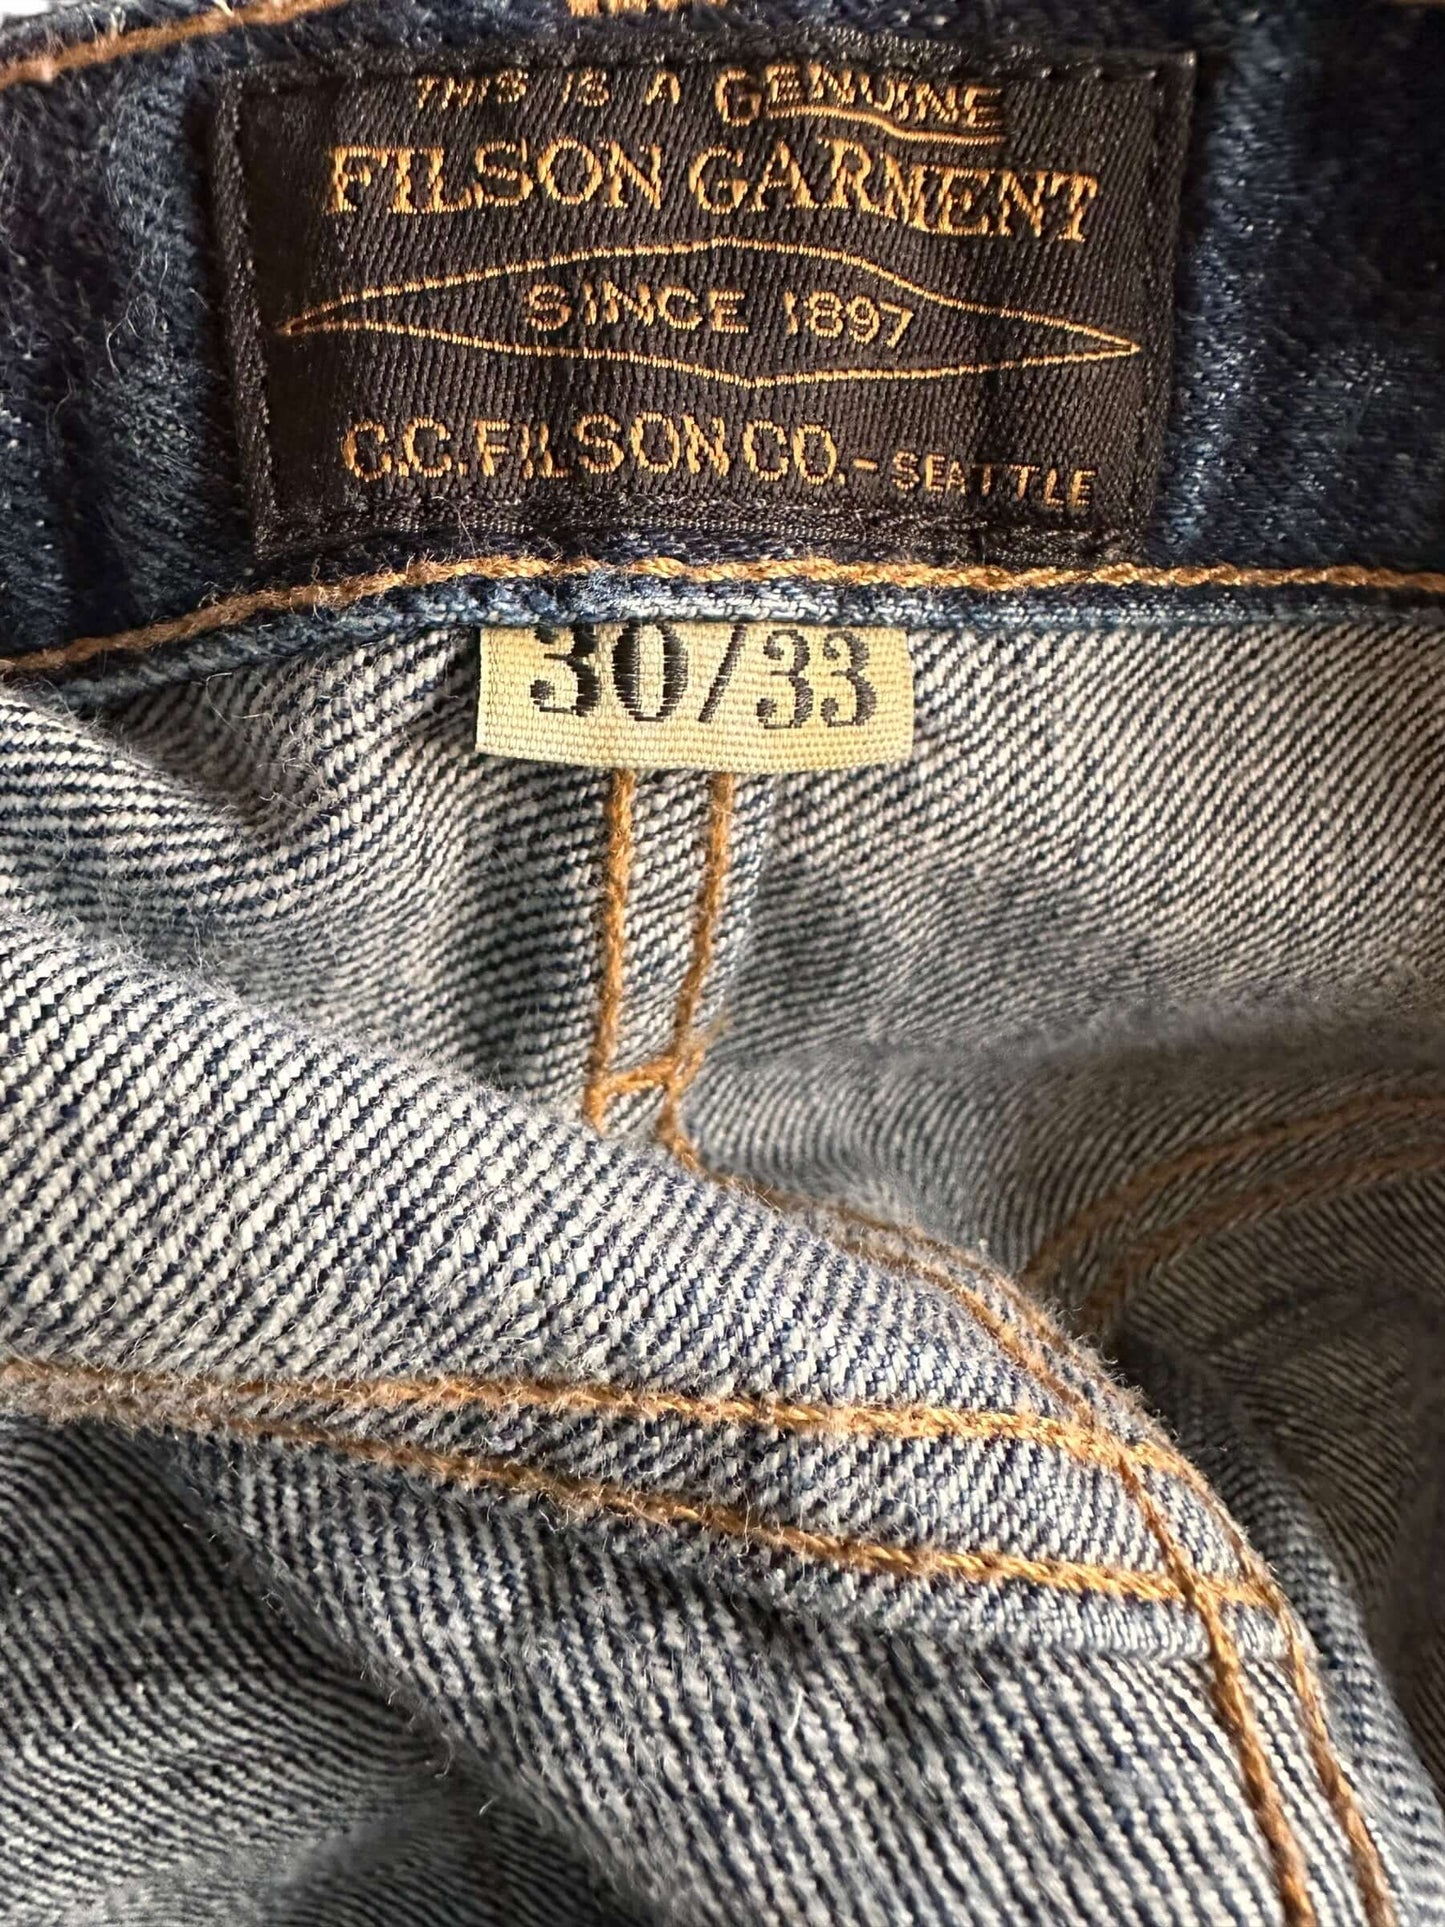 THIS IS A GENUINE
FILSON GARMENT
SINCE 1897
C.C. FILSON CO. - SEATTLE
30/33